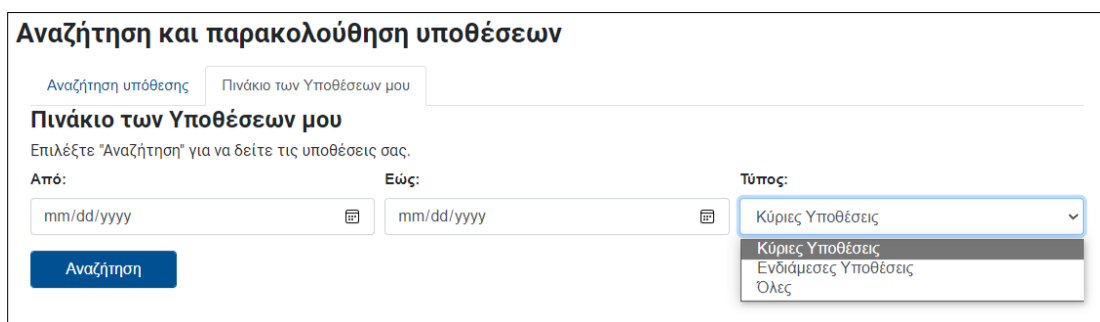 Αναζήτηση και παρακολούθηση υποθέσεων
Αναζήτηση υπόθεσης Πινάκιο των Υποθέσεων μου
Πινάκιο των Υποθέσεων μου
Επιλέξτε "Αναζήτηση" για να δείτε τις υποθέσεις σας.
Από: Εώς: Τύπος:
mm/dd/yyyy mm/dd/yyyy Κύριες Υποθέσεις
Αναζήτηση Κύριες Υποθέσεις
Ενδιάμεσες Υποθέσεις
Όλες